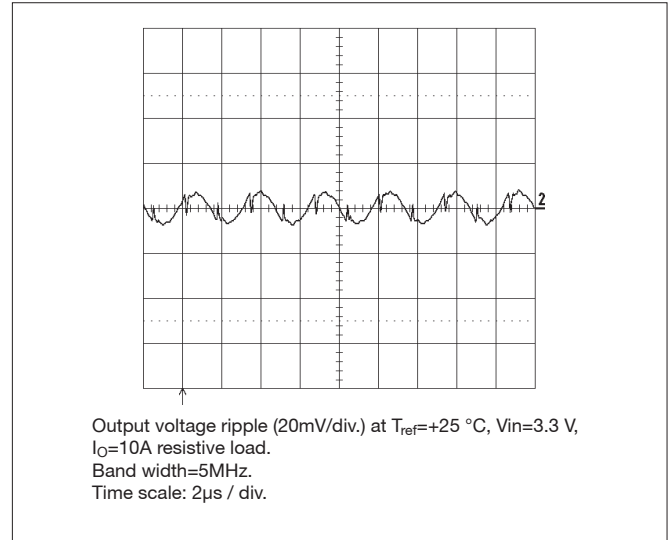 2
Output voltage ripple (20mV/div.) at Tref=+25 °C, Vin=3.3 V,
IO=10A resistive load.
Band width=5MHz.
Time scale: 2µs / div.